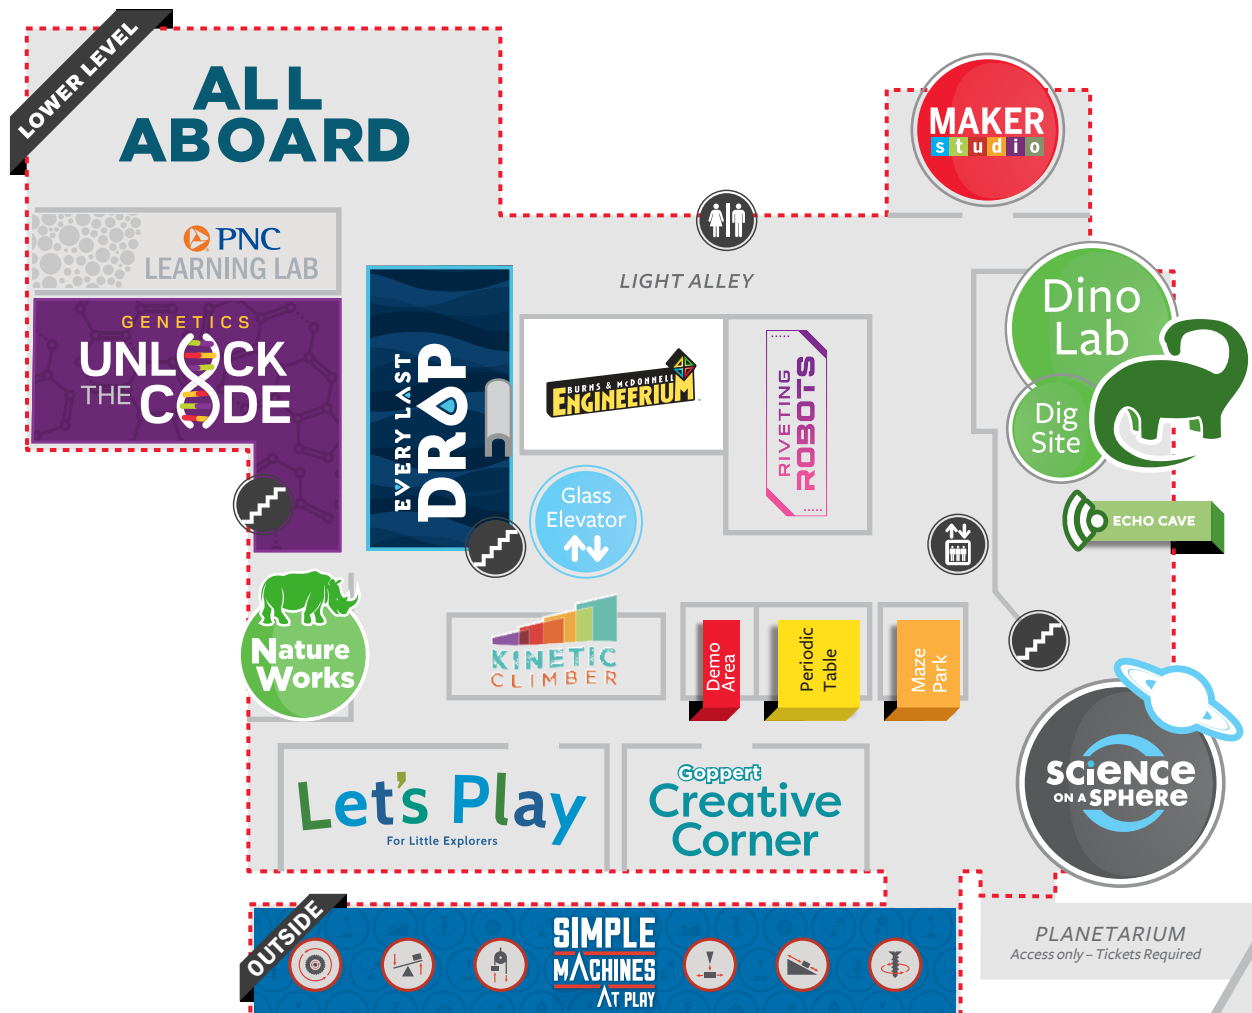 LOWER LEVEL
ALL
ABOARD
MAKER
studio
PNC
LEARNING LAB
LIGHT ALLEY
GENETICS
UNLOCK
THE CODE
EVERY LAST
DROP
BURNS & McDONNELL
ENGINEERIUM
RIVETING
ROBOTS
Dino
Lab
Dig
Site
ECHO CAVE
Glass
Elevator
Nature
Works
KINETIC
CLIMBER
Demo
Area
Periodic
Table
Maze
Park
SCiENCE
ON A SPHERE
Let's Play
For Little Explorers
Goppert
Creative
Corner
OUTSIDE
SIMPLE
MACHINES
AT PLAY
PLANETARIUM
Access only – Tickets Required